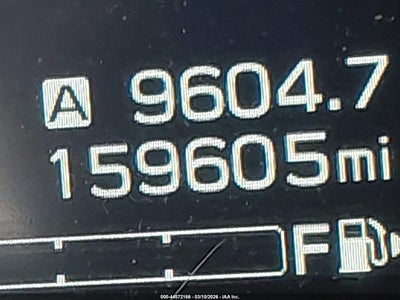 A 9604.7
159605mi
F
000-44572166 - 03/10/2026 - IAA Inc.